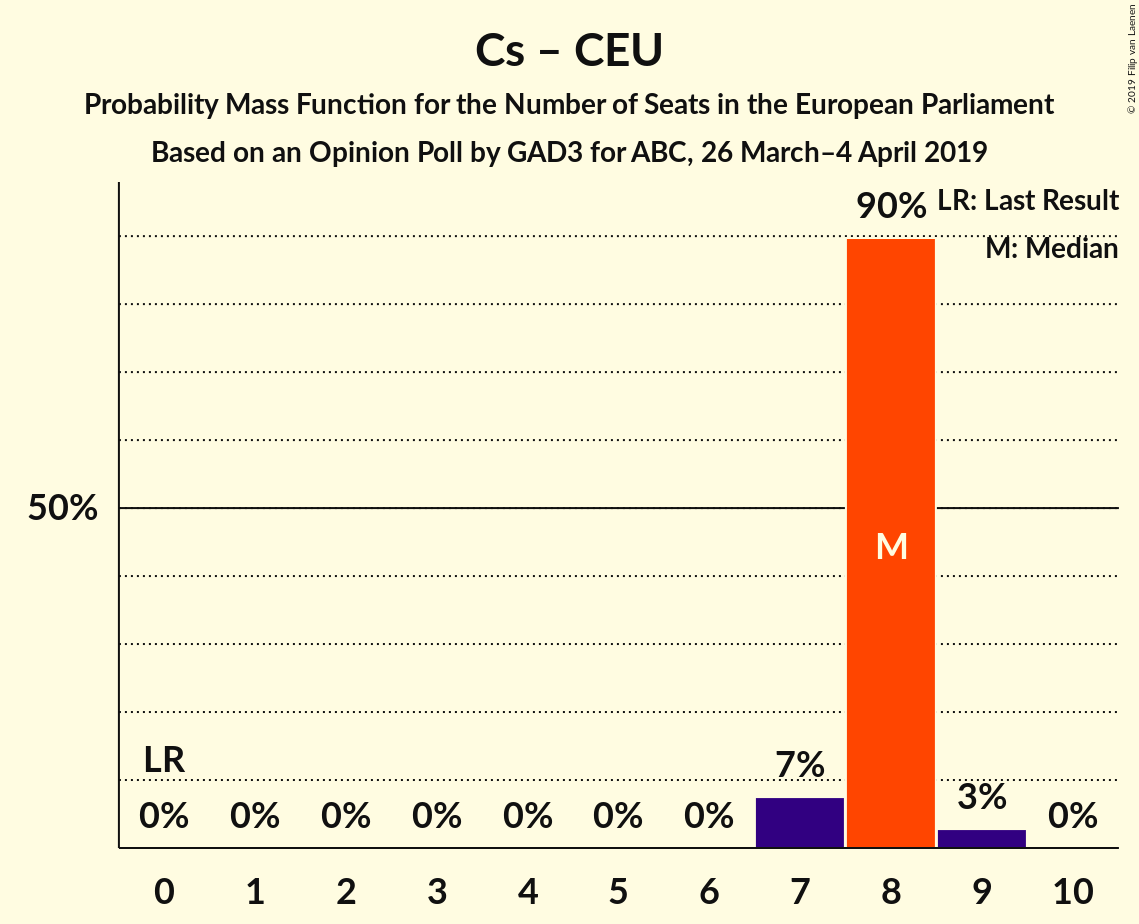 Cs – CEU
Probability Mass Function for the Number of Seats in the European Parliament
Based on an Opinion Poll by GAD3 for ABC, 26 March–4 April 2019
© 2019 Filip van Laenen
LR: Last Result
M: Median
90%
50%
M
LR
0% 0% 0% 0% 0% 0% 0% 7% 3% 0%
0 1 2 3 4 5 6 7 8 9 10